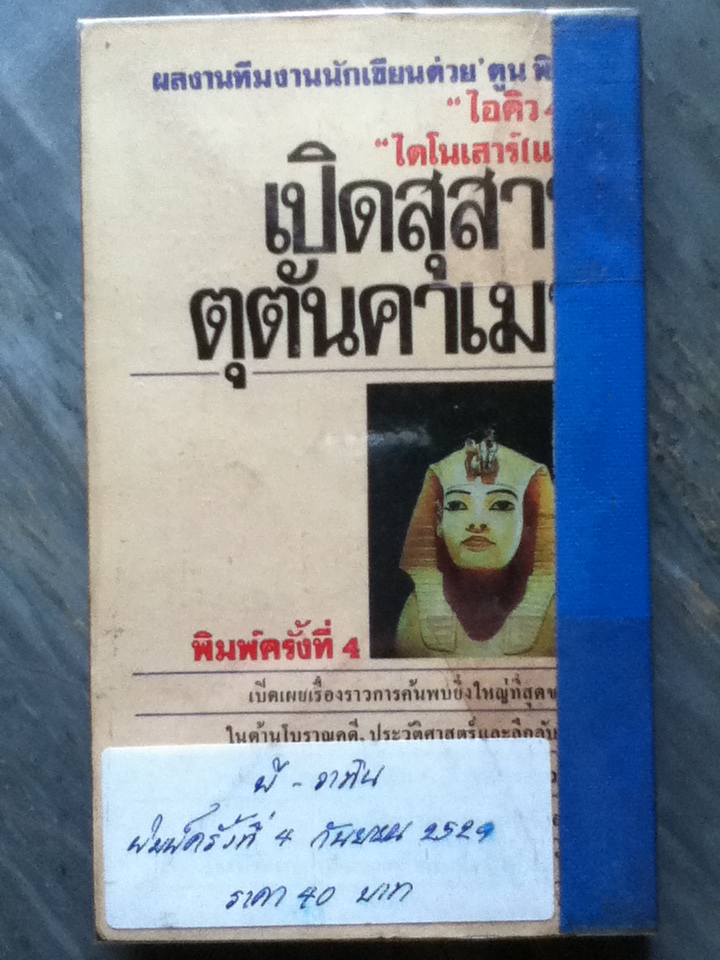 ผลงานทีมงานนักเขียนต่วย'ตูน พิ
"ไอคิว 4
"ไดโนเสาร์(แ
เปิดสุสา
ตุตันคาเม
พิมพ์ครั้งที่ 4
เปิดเผยเรื่องราวการค้นพบยิ่งใหญ่ที่สุดข
ในด้านโบราณคดี, ประวัติศาสตร์และลึกลับ
พิมพ์ครั้งที่ 4 กันยายน 2529
ราคา 40 บาท